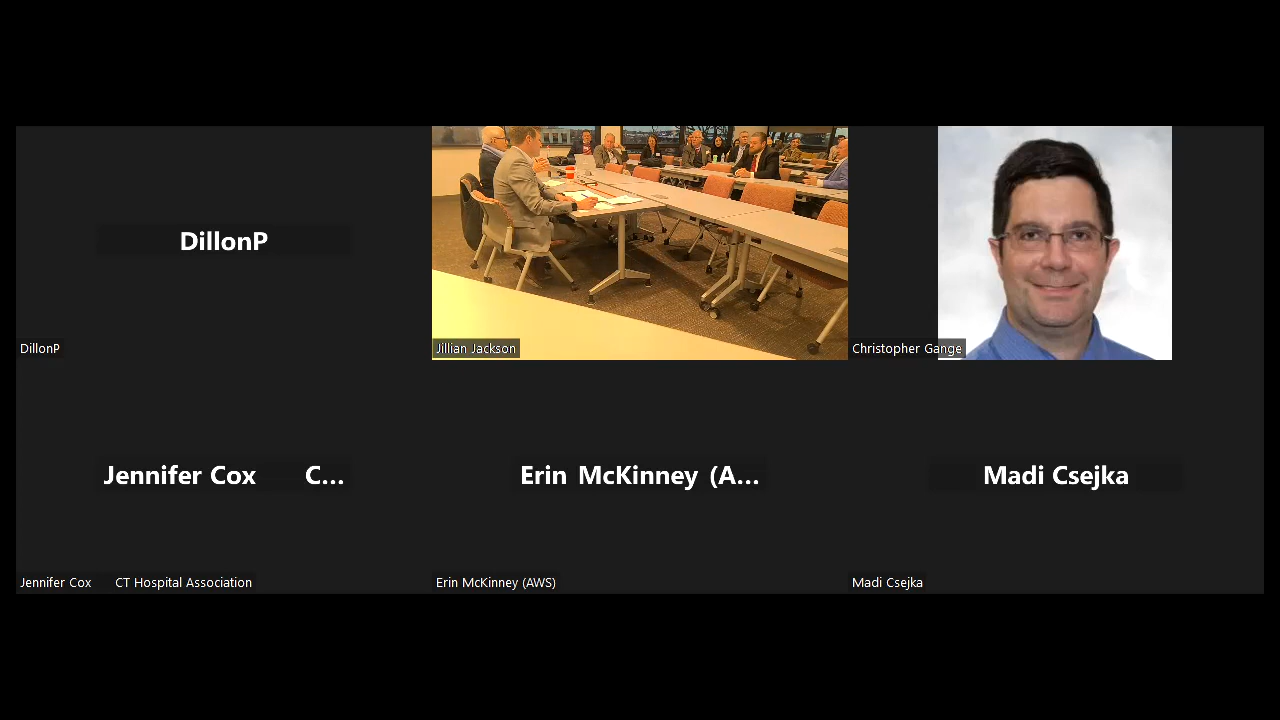 DillonP
DillonP
Jillian Jackson
Christopher Gange
Jennifer Cox C...
Erin McKinney (A...
Madi Csejka
Jennifer Cox CT Hospital Association
Erin McKinney (AWS)
Madi Csejka